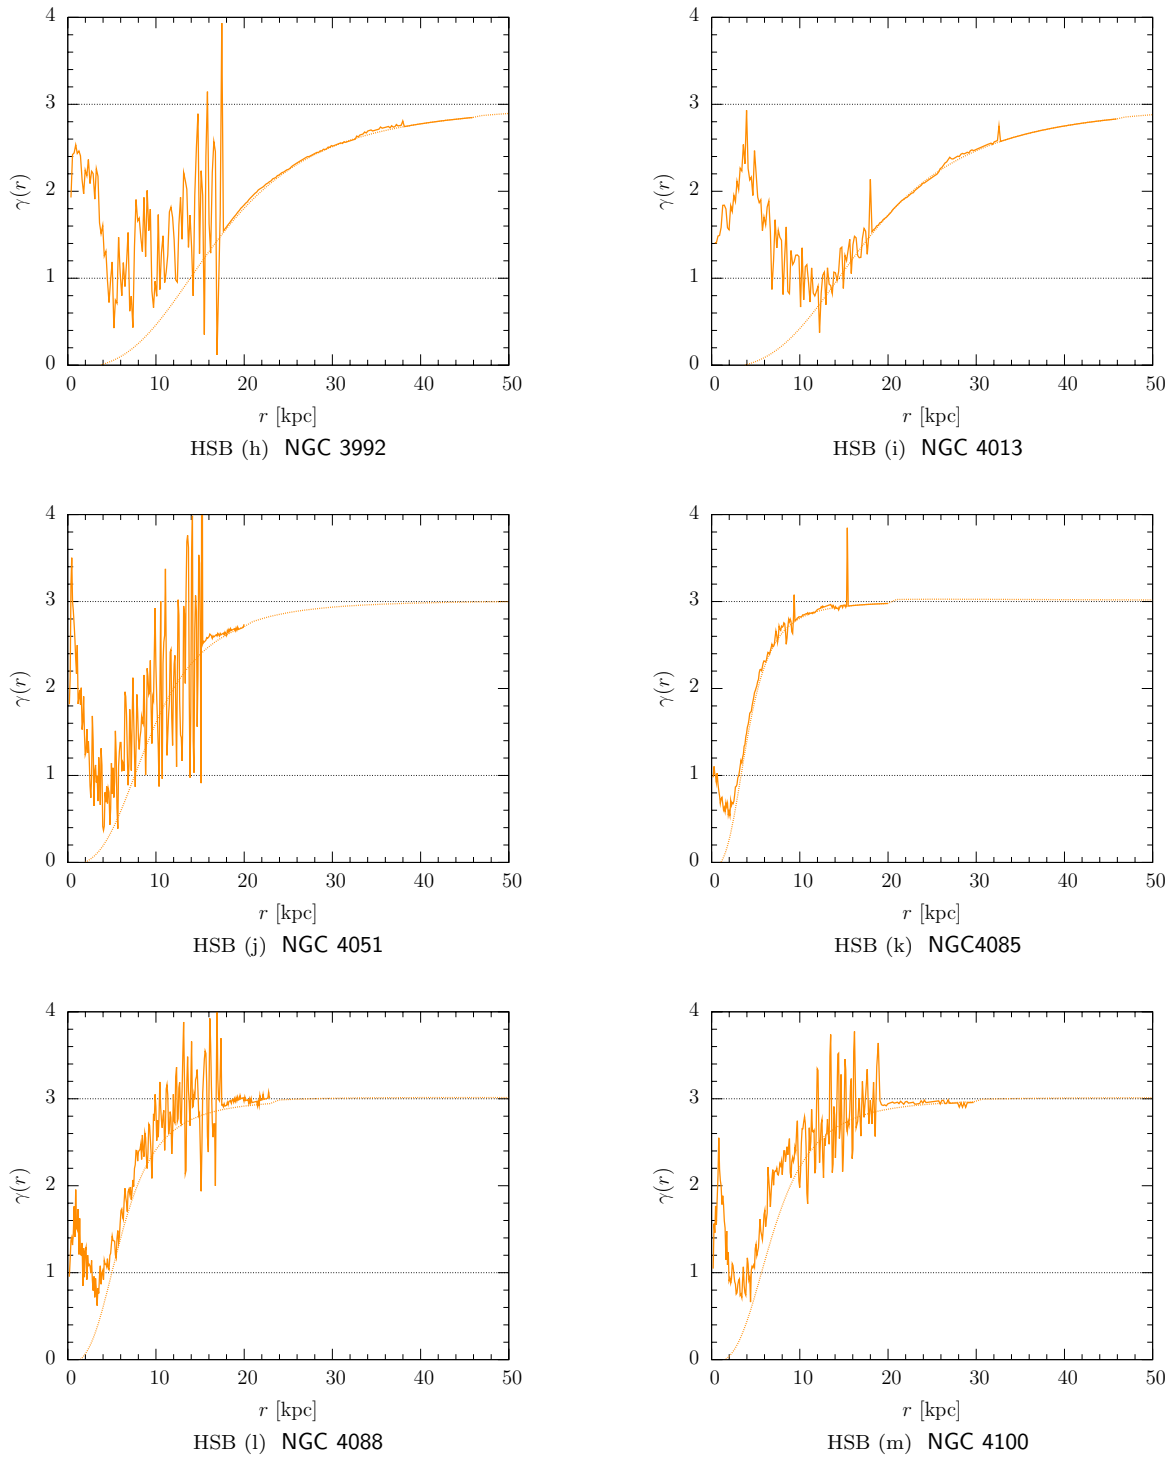 4
3
2
1
0
γ(r)
0 10 20 30 40 50
r [kpc]
HSB (h) NGC 3992
4
3
2
1
0
γ(r)
0 10 20 30 40 50
r [kpc]
HSB (i) NGC 4013
4
3
2
1
0
γ(r)
0 10 20 30 40 50
r [kpc]
HSB (j) NGC 4051
4
3
2
1
0
γ(r)
0 10 20 30 40 50
r [kpc]
HSB (k) NGC4085
4
3
2
1
0
γ(r)
0 10 20 30 40 50
r [kpc]
HSB (l) NGC 4088
4
3
2
1
0
γ(r)
0 10 20 30 40 50
r [kpc]
HSB (m) NGC 4100